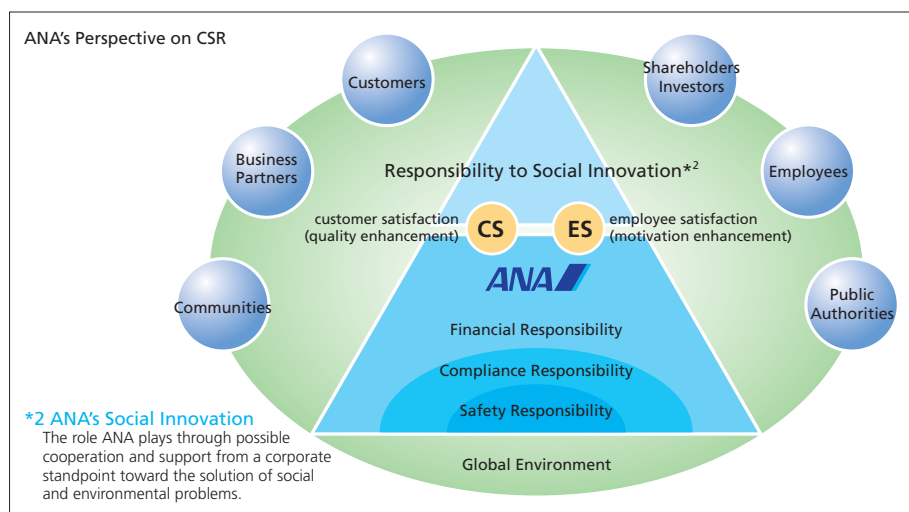 ANA's Perspective on CSR
Customers
Shareholders
Investors
Business
Partners
Employees
Responsibility to Social Innovation*2
customer satisfaction
(quality enhancement)
CS
ES
employee satisfaction
(motivation enhancement)
ANA
Communities
Public
Authorities
Financial Responsibility
Compliance Responsibility
Safety Responsibility
Global Environment
*2 ANA's Social Innovation
The role ANA plays through possible
cooperation and support from a corporate
standpoint toward the solution of social
and environmental problems.